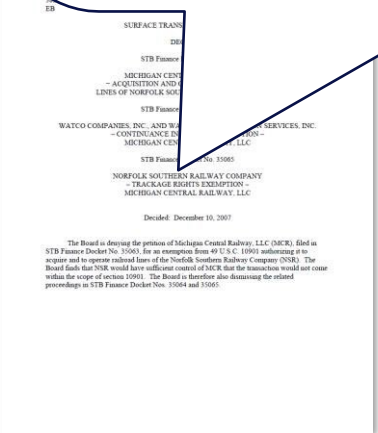 EB
SURFACE TRANS
DE
STB Finance
MICHIGAN CENT
– ACQUISITION AND
LINES OF NORFOLK SOU
STB Finance
WATCO COMPANIES, INC., AND WA SERVICES, INC.
– CONTINUANCE IN ION –
MICHIGAN CEN , LLC
STB Finance No. 35065
NORFOLK SOUTHERN RAILWAY COMPANY
– TRACKAGE RIGHTS EXEMPTION –
MICHIGAN CENTRAL RAILWAY, LLC
Decided: December 10, 2007
The Board is denying the petition of Michigan Central Railway, LLC (MCR), filed in
STB Finance Docket No. 35063, for an exemption from 49 U.S.C. 10901 authorizing it to
acquire and to operate railroad lines of the Norfolk Southern Railway Company (NSR). The
Board finds that NSR would have sufficient control of MCR that the transaction would not come
within the scope of section 10901. The Board is therefore also dismissing the related
proceedings in STB Finance Docket Nos. 35064 and 35065.